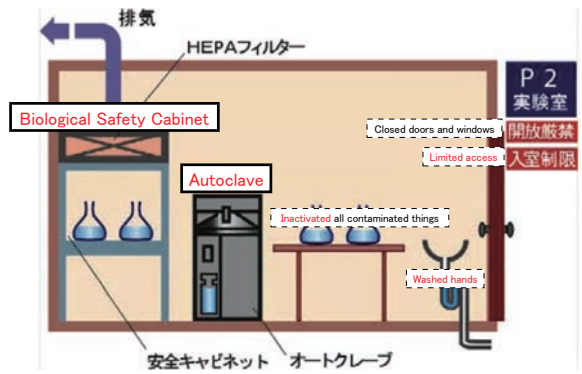 排気
HEPAフィルター
P2
実験室
Biological Safety Cabinet
Closed doors and windows
開放厳禁
Limited access
入室制限
Autoclave
Inactivated all contaminated things
Washed hands
安全キャビネット
オートクレーブ